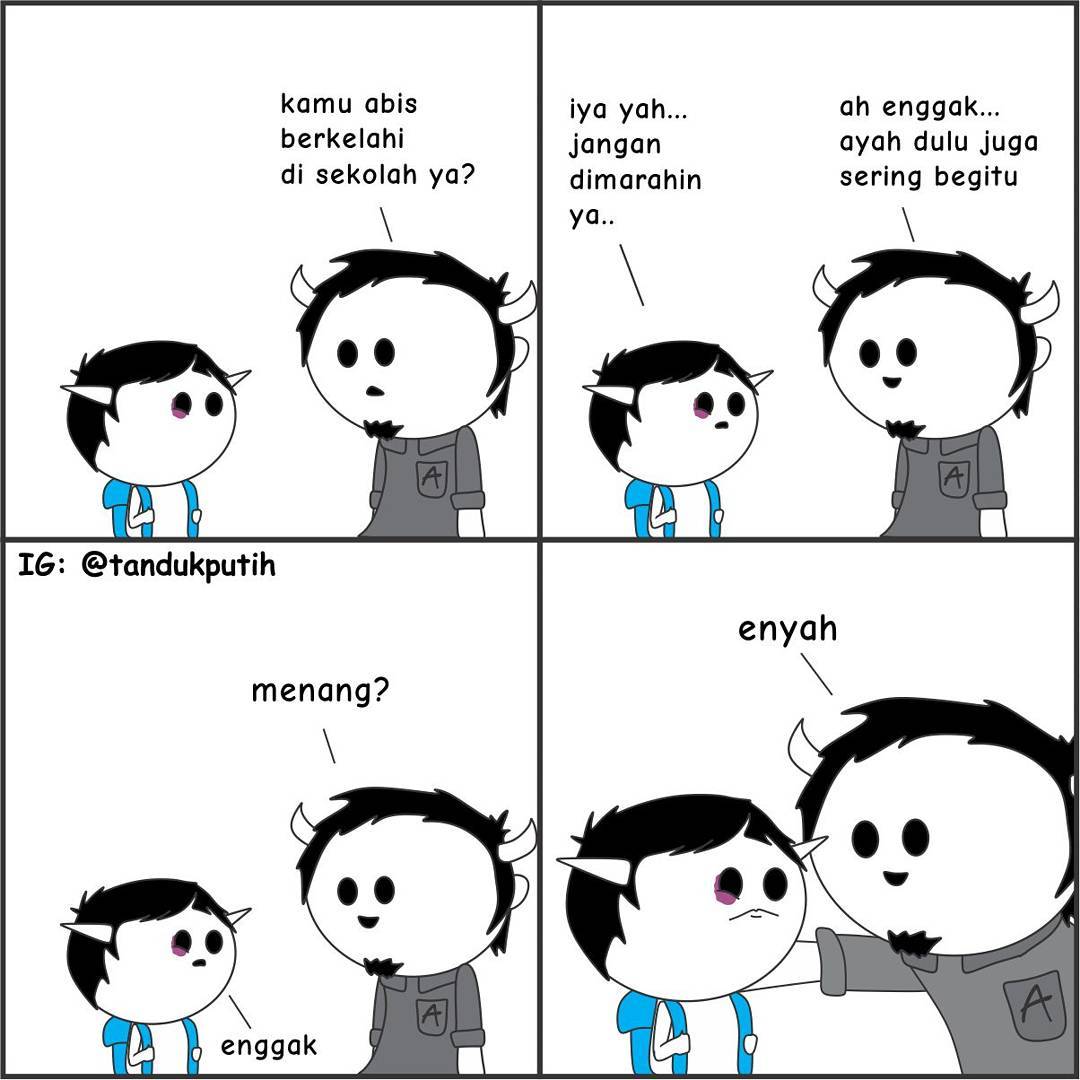 kamu abis
berkelahi
di sekolah ya?
A
iya yah...
jangan
dimarahin
ya..
ah enggak...
ayah dulu juga
sering begitu
A
IG: @tandukputih
menang?
enggak
A
enyah
A